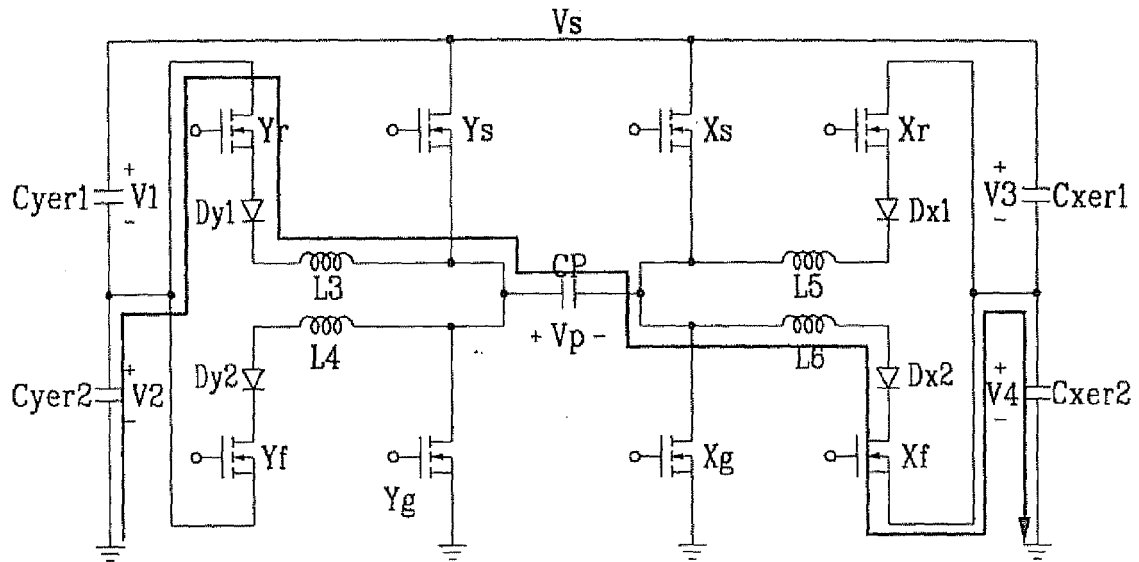 Vs
Yr
Ys
Xs
Xr
+
Cyer1
V1
-
Dy1
+
V3
-
Cxer1
Dx1
L3
CP
L5
+ Vp -
L4
L6
Dy2
Dx2
+
Cyer2
V2
-
+
V4
-
Cxer2
Yf
Yg
Xg
Xf